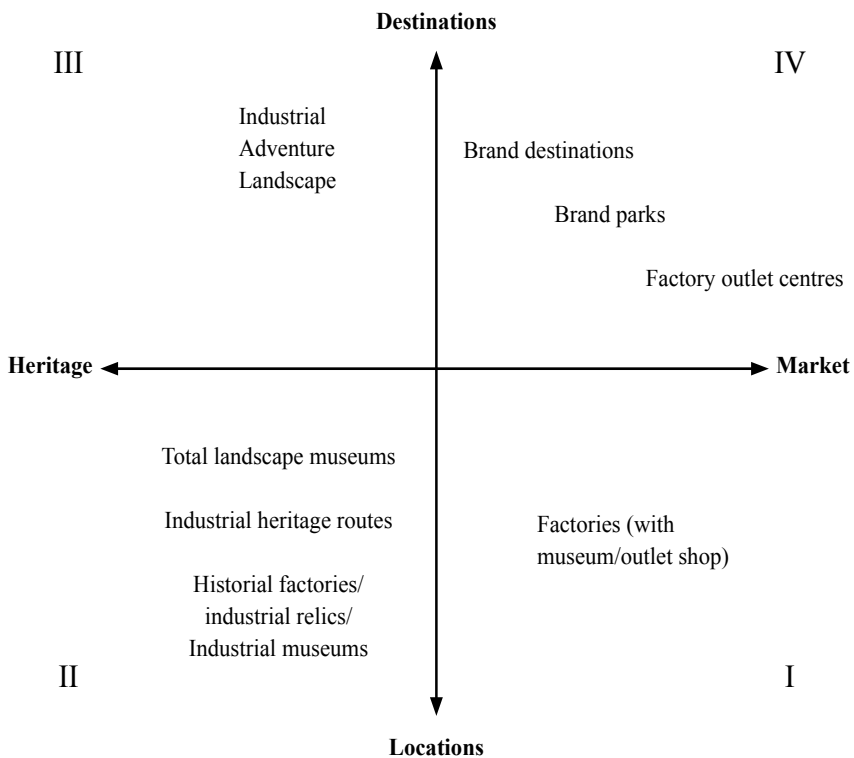 Destinations
III
IV
Industrial
Adventure
Landscape
Brand destinations
Brand parks
Factory outlet centres
Heritage
Market
Total landscape museums
Industrial heritage routes
Factories (with
museum/outlet shop)
Historial factories/
industrial relics/
Industrial museums
II
I
Locations